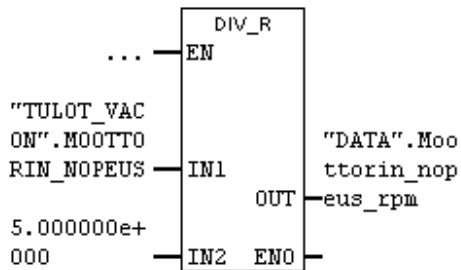 DIV_R
... EN
"TULOT_VAC
ON".MOOTTO
RIN_NOPEUS IN1
"DATA".Moo
ttorin_nop
OUT eus_rpm
5.000000e+
000 IN2 ENO